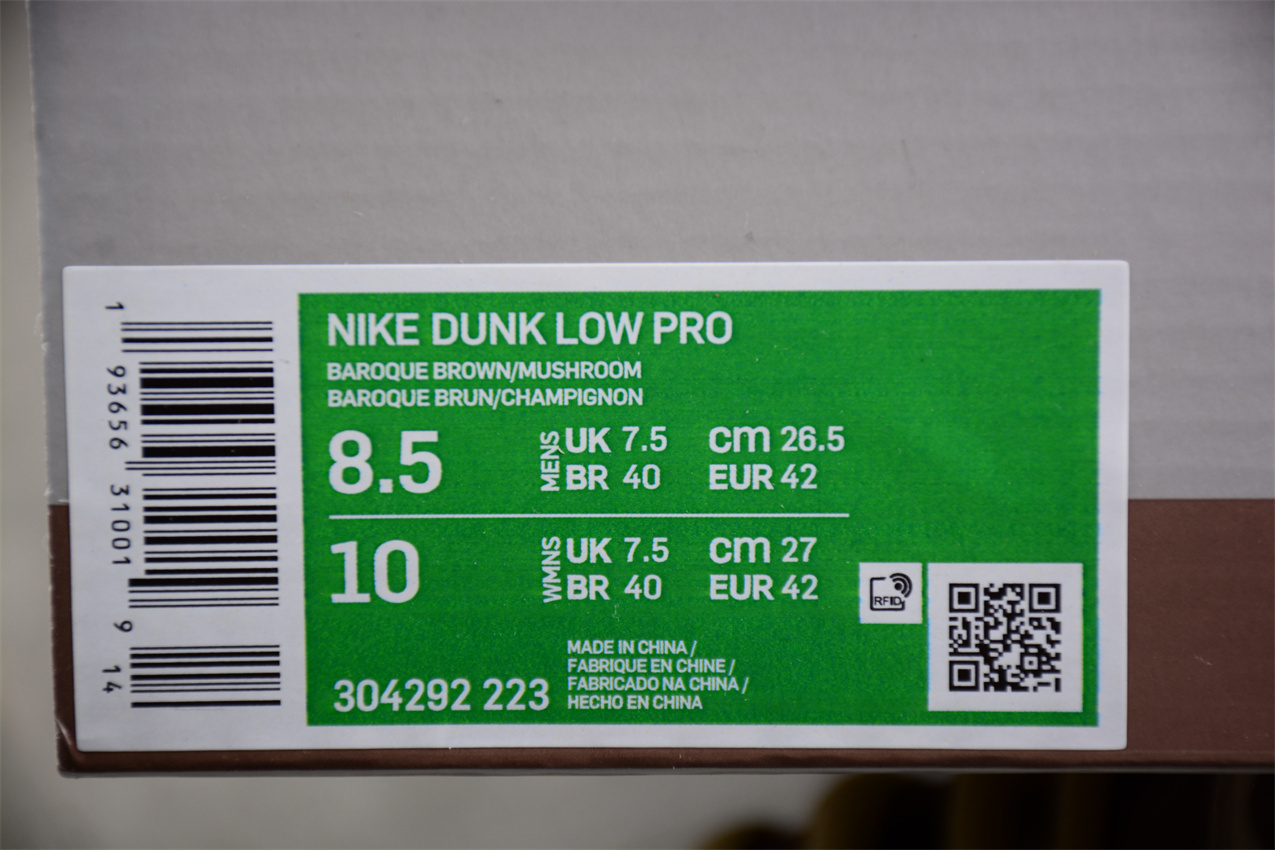 NIKE DUNK LOW PRO
BAROQUE BROWN/MUSHROOM
BAROQUE BRUN/CHAMPIGNON
8.5
MENS
UK 7.5 cm 26.5
BR 40 EUR 42
10
WMNS
UK 7.5 cm 27
BR 40 EUR 42
RFID
MADE IN CHINA /
FABRIQUE EN CHINE /
FABRICADO NA CHINA /
HECHO EN CHINA
304292 223
1 93656 31001 9 14